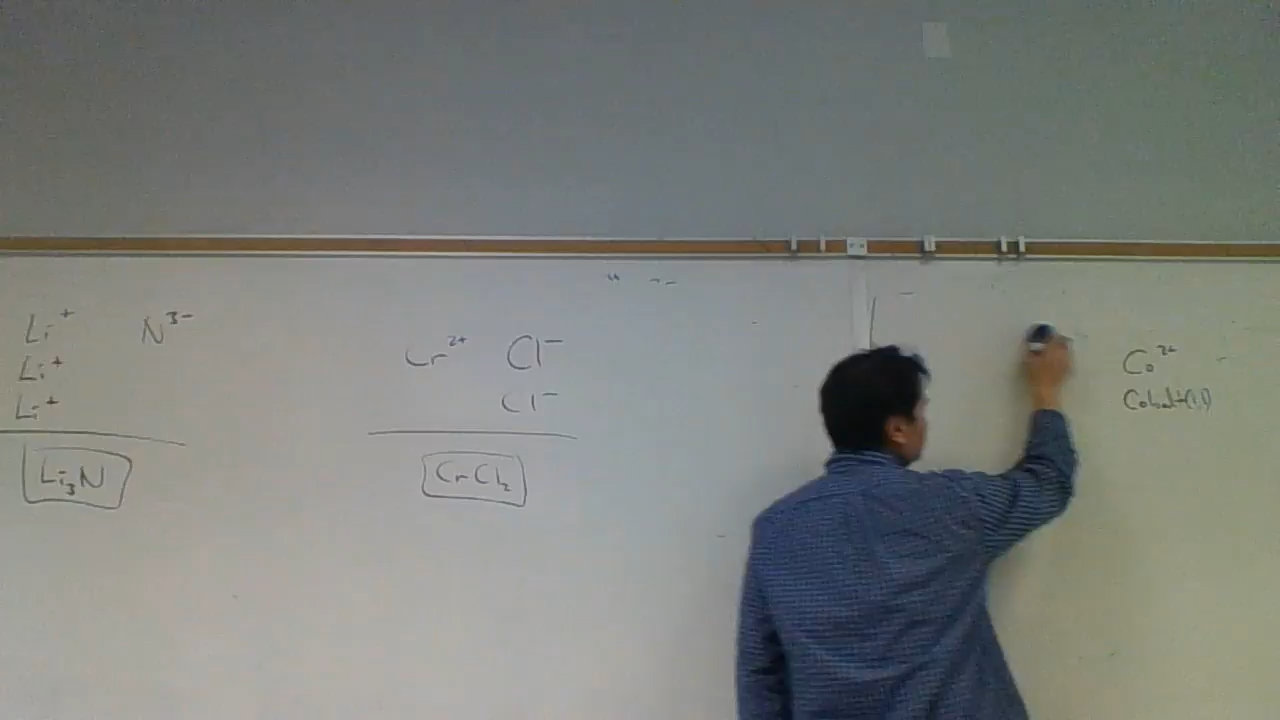 Li⁺ N³⁻
Li⁺
Li⁺
Li₃N
Cr²⁺ Cl⁻
Cl⁻
CrCl₂
Co²⁺
Cobalt(II)